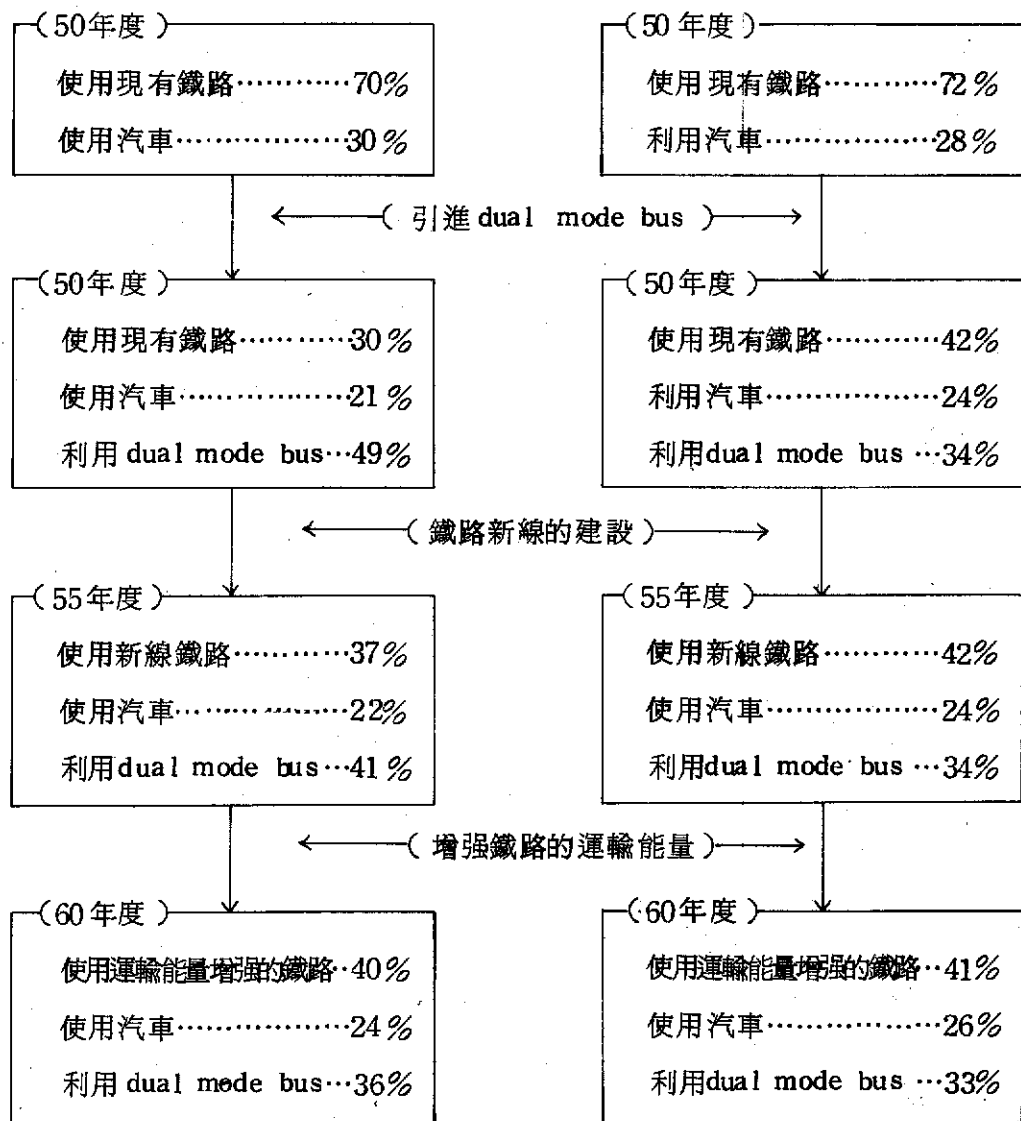 (50年度)
使用現有鐵路…………70%
使用汽車………………30%
(50年度)
使用現有鐵路…………72%
利用汽車………………28%
(引進dual mode bus)
(50年度)
使用現有鐵路…………30%
使用汽車………………21%
利用dual mode bus…49%
(50年度)
使用現有鐵路…………42%
利用汽車………………24%
利用dual mode bus…34%
(鐵路新線的建設)
(55年度)
使用新線鐵路…………37%
使用汽車………………22%
利用dual mode bus…41%
(55年度)
使用新線鐵路…………42%
使用汽車………………24%
利用dual mode bus…34%
(增强鐵路的運輸能量)
(60年度)
使用運輸能量增强的鐵路‥40%
使用汽車………………24%
利用dual mode bus…36%
(60年度)
使用運輸能量增强的鐵路‥41%
使用汽車………………26%
利用dual mode bus…33%